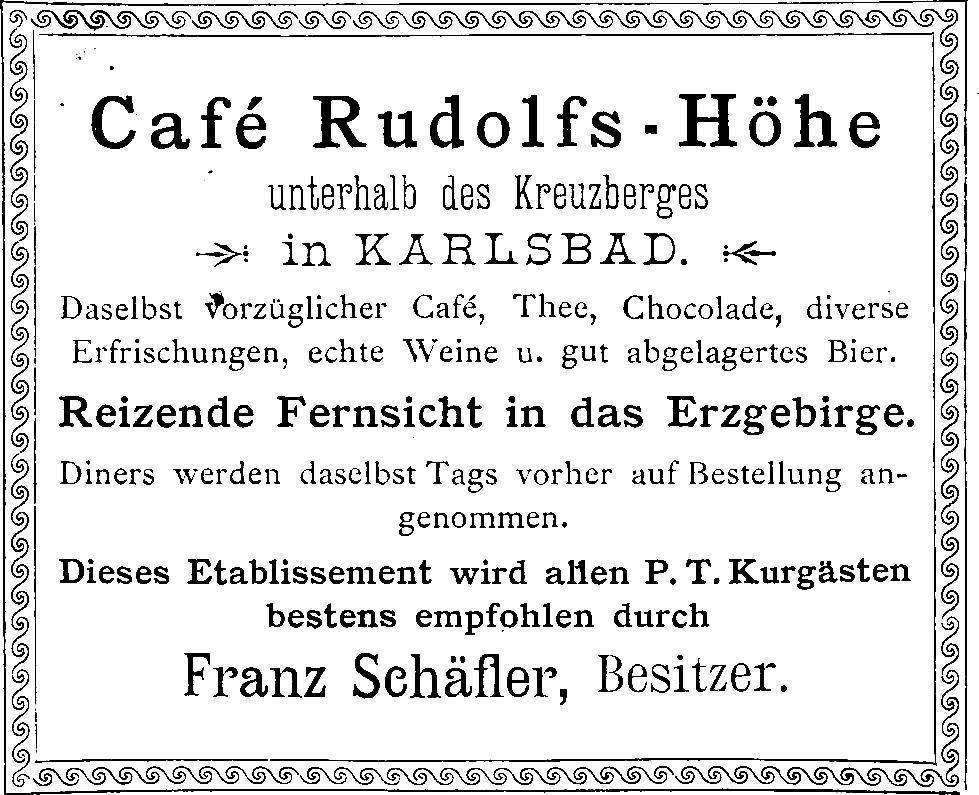 Café Rudolfs-Höhe
unterhalb des Kreuzberges
in KARLSBAD.
Daselbst vorzüglicher Café, Thee, Chocolade, diverse
Erfrischungen, echte Weine u. gut abgelagertes Bier.
Reizende Fernsicht in das Erzgebirge.
Diners werden daselbst Tags vorher auf Bestellung an-
genommen.
Dieses Etablissement wird allen P. T. Kurgästen
bestens empfohlen durch
Franz Schäfler, Besitzer.